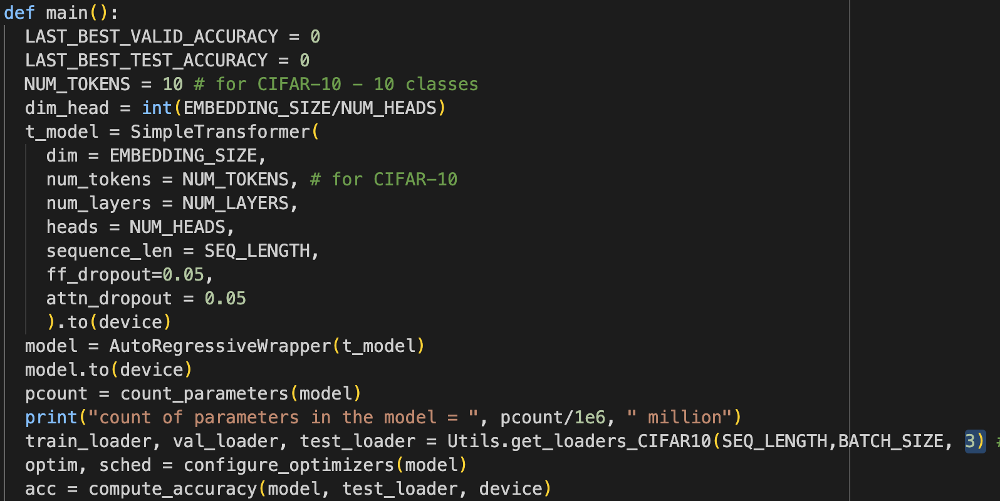 def main():
LAST_BEST_VALID_ACCURACY = 0
LAST_BEST_TEST_ACCURACY = 0
NUM_TOKENS = 10 # for CIFAR-10 - 10 classes
dim_head = int(EMBEDDING_SIZE/NUM_HEADS)
t_model = SimpleTransformer(
dim = EMBEDDING_SIZE,
num_tokens = NUM_TOKENS, # for CIFAR-10
num_layers = NUM_LAYERS,
heads = NUM_HEADS,
sequence_len = SEQ_LENGTH,
ff_dropout=0.05,
attn_dropout = 0.05
).to(device)
model = AutoRegressiveWrapper(t_model)
model.to(device)
pcount = count_parameters(model)
print("count of parameters in the model = ", pcount/1e6, " million")
train_loader, val_loader, test_loader = Utils.get_loaders_CIFAR10(SEQ_LENGTH,BATCH_SIZE, 3) #
optim, sched = configure_optimizers(model)
acc = compute_accuracy(model, test_loader, device)